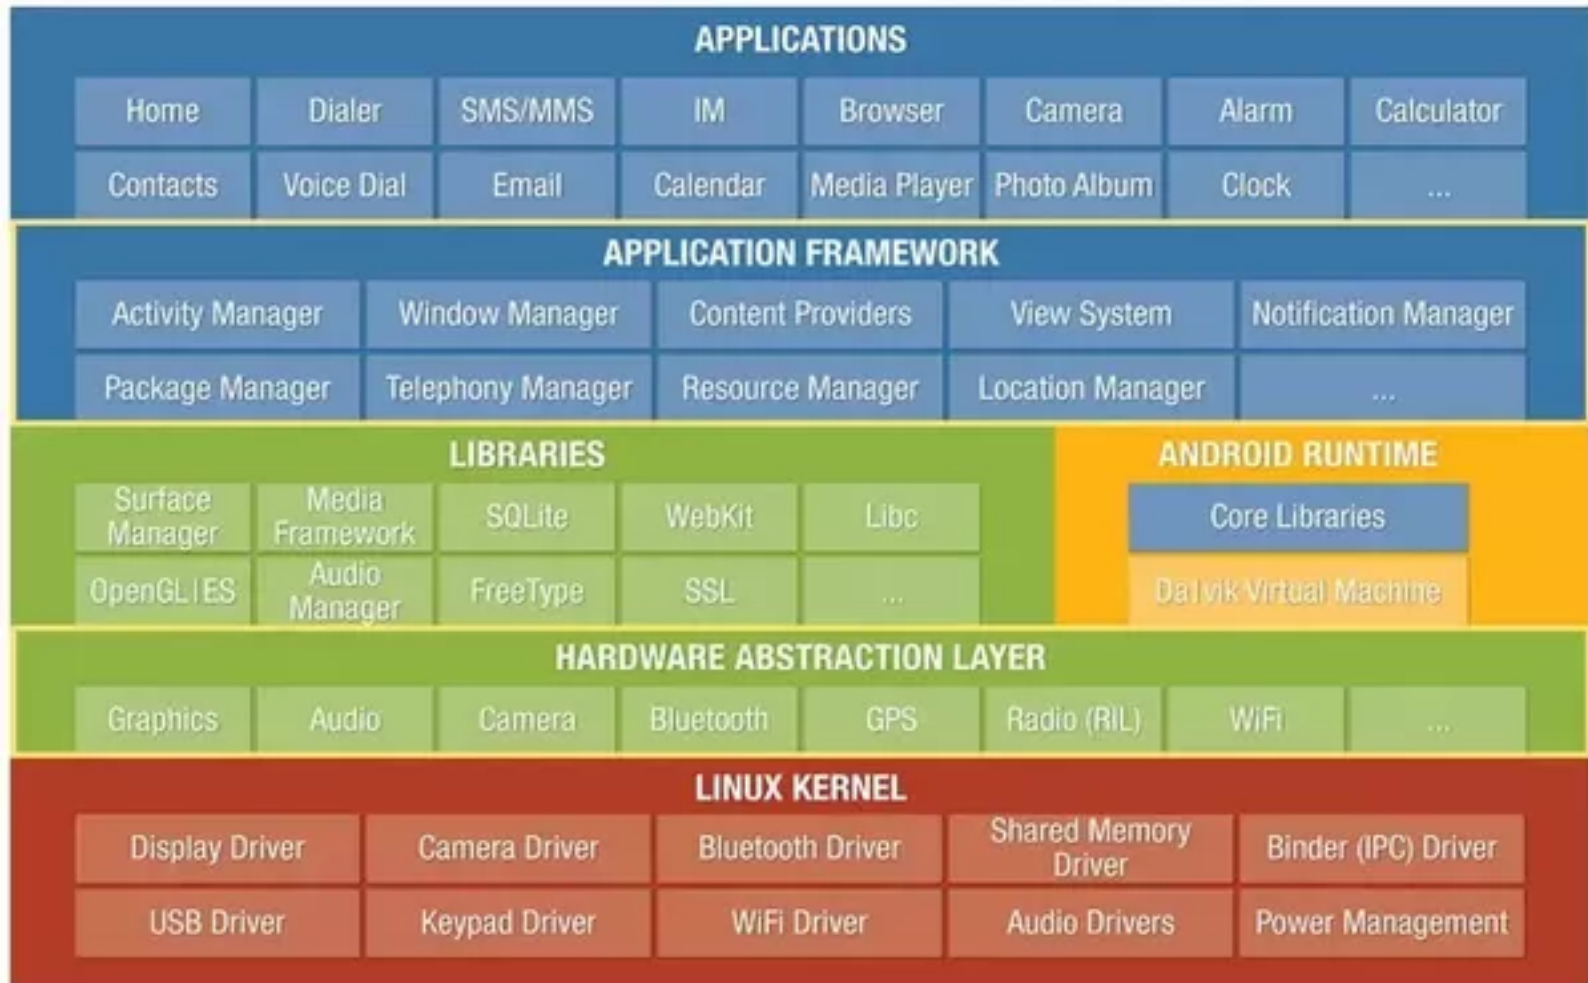 APPLICATIONS
Home Dialer SMS/MMS IM Browser Camera Alarm Calculator
Contacts Voice Dial Email Calendar Media Player Photo Album Clock ...
APPLICATION FRAMEWORK
Activity Manager Window Manager Content Providers View System Notification Manager
Package Manager Telephony Manager Resource Manager Location Manager ...
LIBRARIES
Surface
Manager
Media
Framework
SQLite WebKit Libc
OpenGL|ES
Audio
Manager
FreeType SSL ...
ANDROID RUNTIME
Core Libraries
Dalvik Virtual Machine
HARDWARE ABSTRACTION LAYER
Graphics Audio Camera Bluetooth GPS Radio (RIL) WiFi ...
LINUX KERNEL
Display Driver Camera Driver Bluetooth Driver
Shared Memory
Driver
Binder (IPC) Driver
USB Driver Keypad Driver WiFi Driver Audio Drivers Power Management